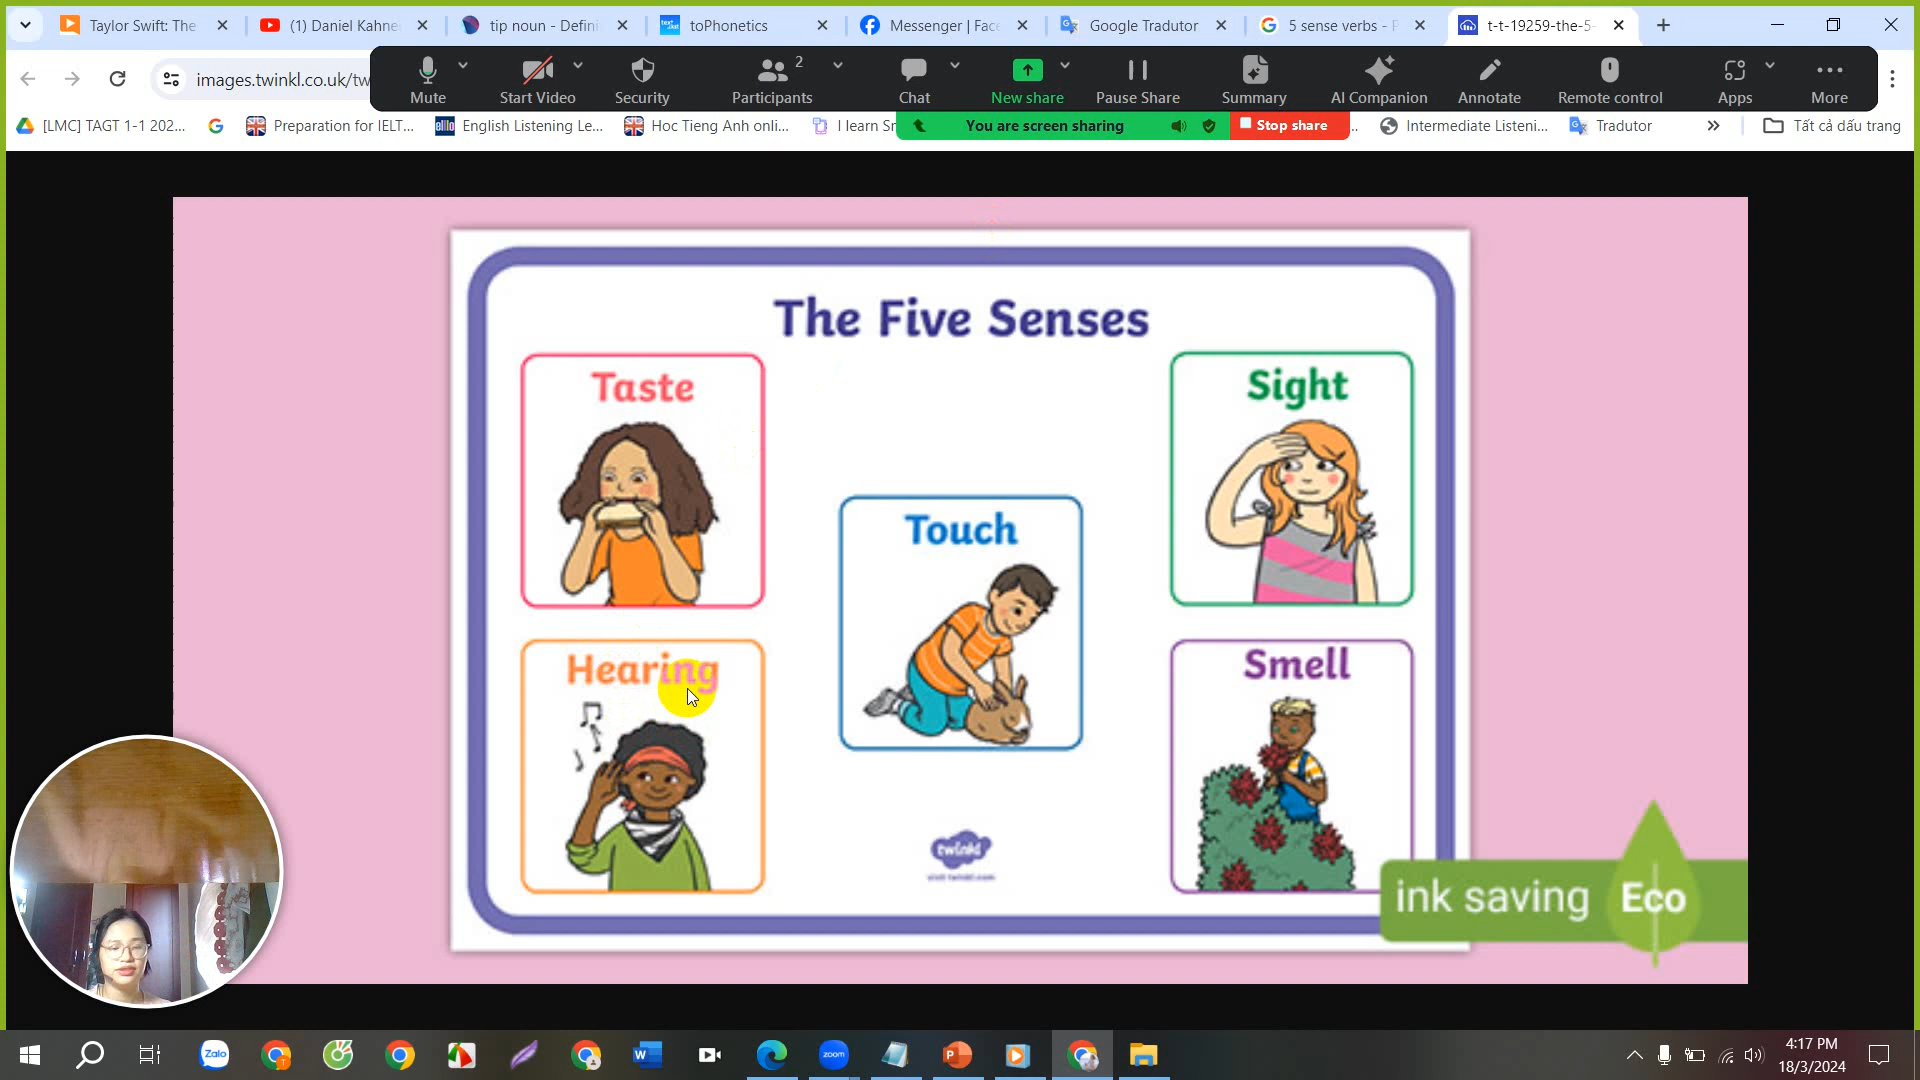 Taylor Swift: The
(1) Daniel Kahne
tip noun - Defini
toPhonetics
Messenger | Face
Google Tradutor
5 sense verbs - P
t-t-19259-the-5-
images.twinkl.co.uk/tw
Mute
Start Video
Security
2
Participants
Chat
New share
Pause Share
Summary
AI Companion
Annotate
Remote control
Apps
More
[LMC] TAGT 1-1 202...
Preparation for IELT...
English Listening Le...
Hoc Tieng Anh onli...
I learn Sr
You are screen sharing
Stop share
Intermediate Listeni...
Tradutor
Tất cả dấu trang
The Five Senses
Taste
Sight
Touch
Hearing
Smell
twinkl
visit twinkl.com
ink saving
Eco
Zalo
zoom
4:17 PM
18/3/2024